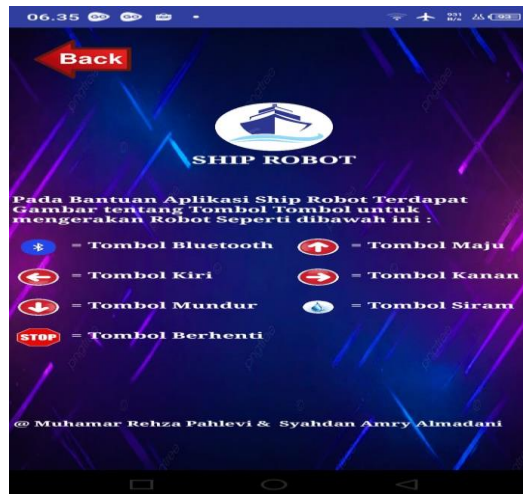 06.35
Back
SHIP ROBOT
Pada Bantuan Aplikasi Ship Robot Terdapat
Gambar tentang Tombol Tombol untuk
mengerakan Robot Seperti dibawah ini :
= Tombol Bluetooth
= Tombol Maju
= Tombol Kiri
= Tombol Kanan
= Tombol Mundur
= Tombol Siram
STOP = Tombol Berhenti
@ Muhamar Rehza Pahlevi & Syahdan Amry Almadani